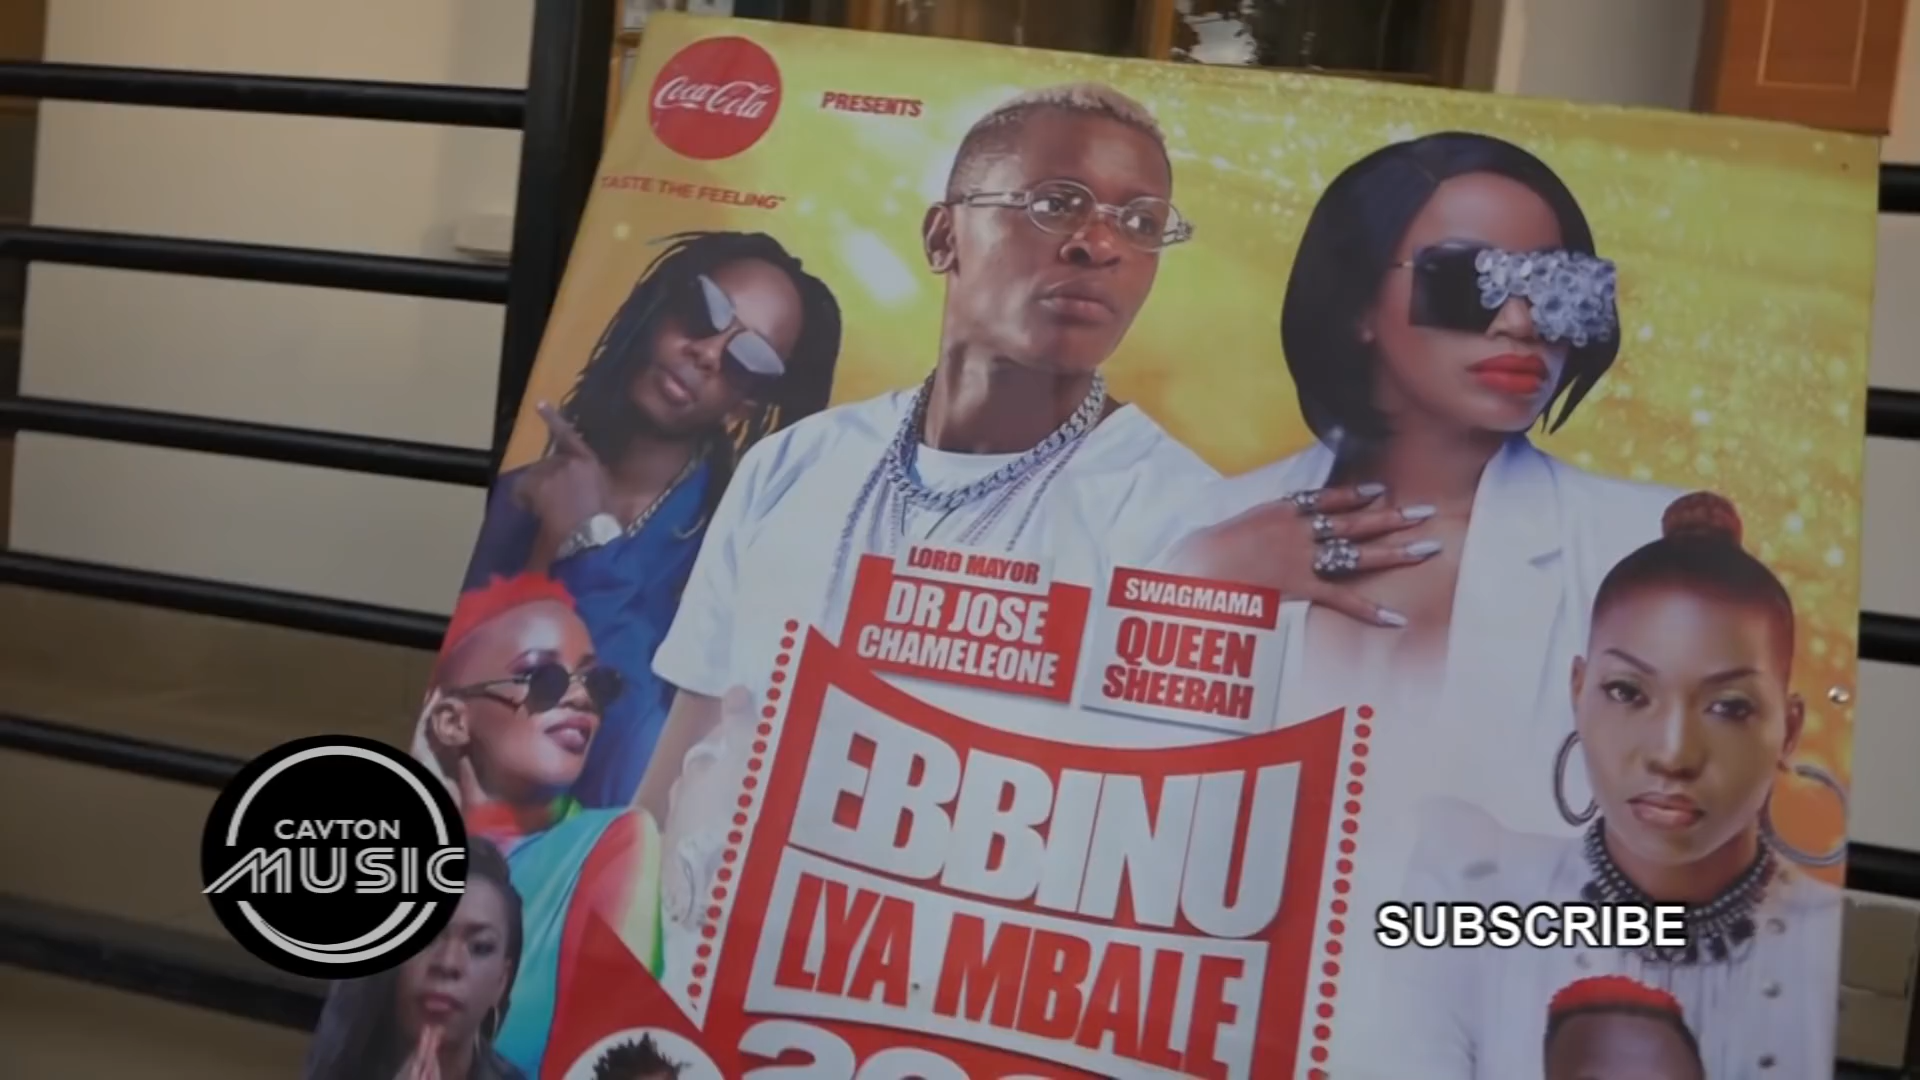 Coca-Cola
PRESENTS
TASTE THE FEELING"
LORD MAYOR
DR JOSE
CHAMELEONE
SWAGMAMA
QUEEN
SHEEBAH
EBBINU
LYA MBALE
CAVTON
MUSIC
SUBSCRIBE